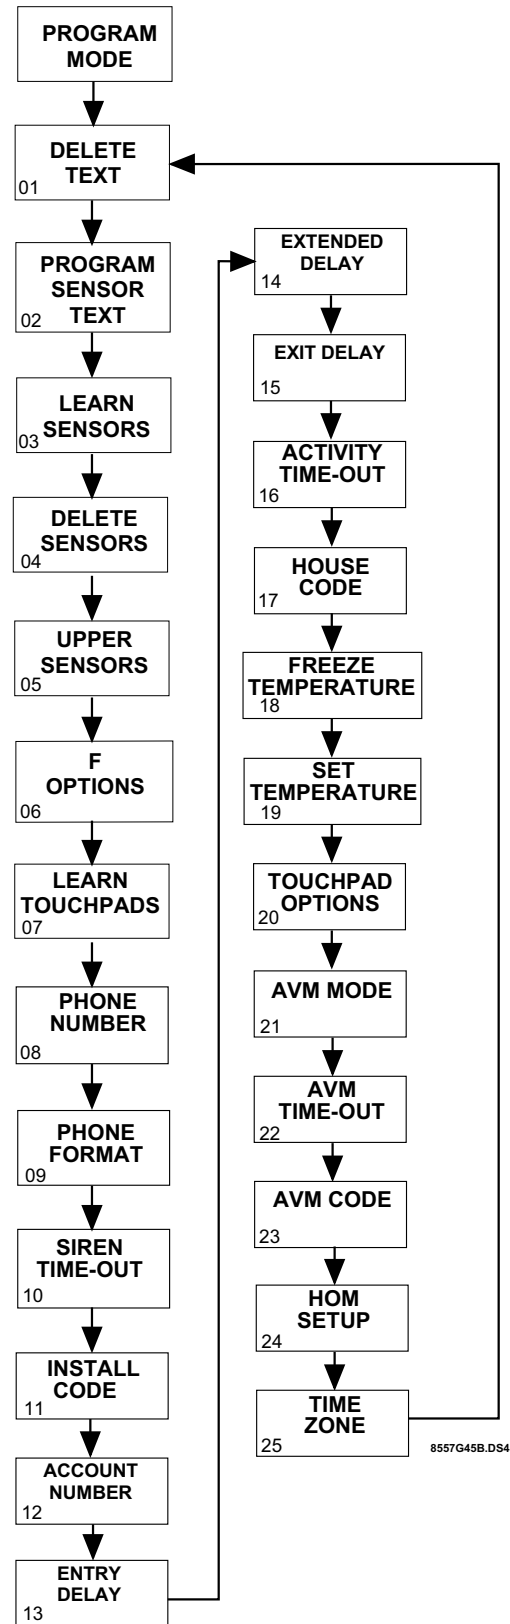 PROGRAM
MODE
DELETE
TEXT
01
PROGRAM
SENSOR
TEXT
02
LEARN
SENSORS
03
DELETE
SENSORS
04
UPPER
SENSORS
05
F
OPTIONS
06
LEARN
TOUCHPADS
07
PHONE
NUMBER
08
PHONE
FORMAT
09
SIREN
TIME-OUT
10
INSTALL
CODE
11
ACCOUNT
NUMBER
12
ENTRY
DELAY
13
EXTENDED
DELAY
14
EXIT DELAY
15
ACTIVITY
TIME-OUT
16
HOUSE
CODE
17
FREEZE
TEMPERATURE
18
SET
TEMPERATURE
19
TOUCHPAD
OPTIONS
20
AVM MODE
21
AVM
TIME-OUT
22
AVM CODE
23
HOM
SETUP
24
TIME
ZONE
25
8557G45B.DS4